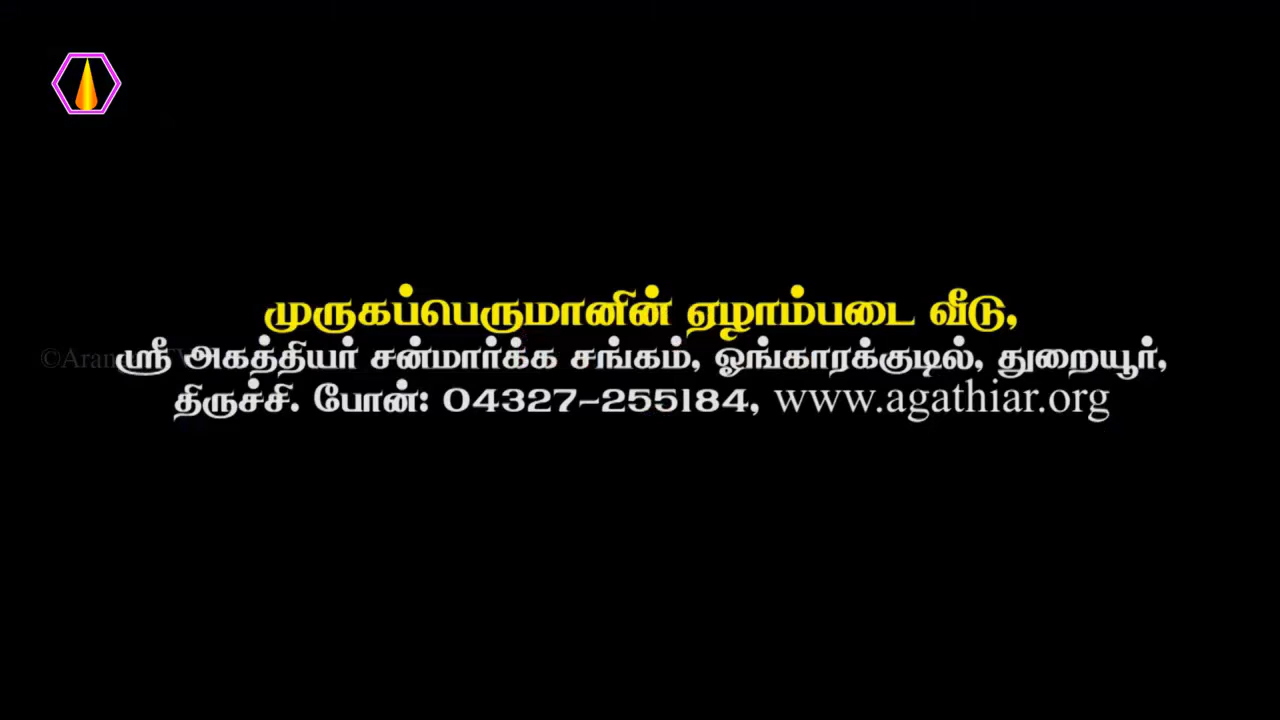 முருகப்பெருமானின் ஏழாம்படை வீடு,
ஸ்ரீ அகத்தியர் சன்மார்க்க சங்கம், ஓங்காரக்குடில், துறையூர்,
திருச்சி. போன்: 04327-255184, www.agathiar.org